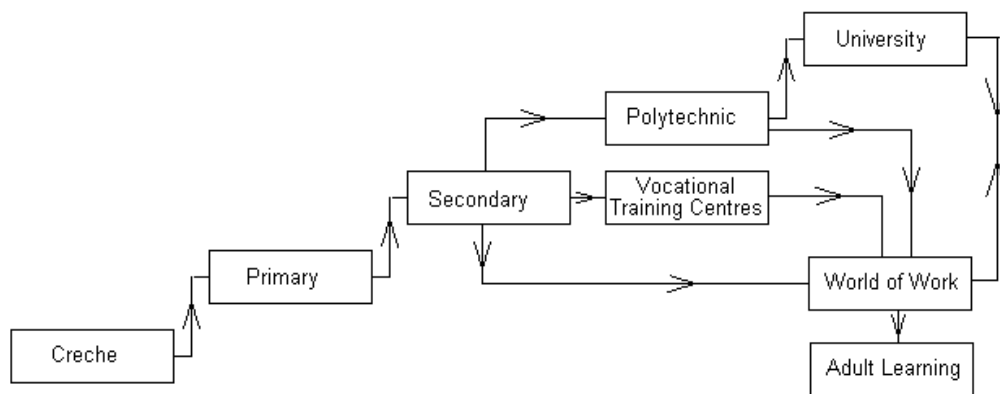 University
Polytechnic
Secondary
Vocational
Training Centres
Primary
World of Work
Creche
Adult Learning